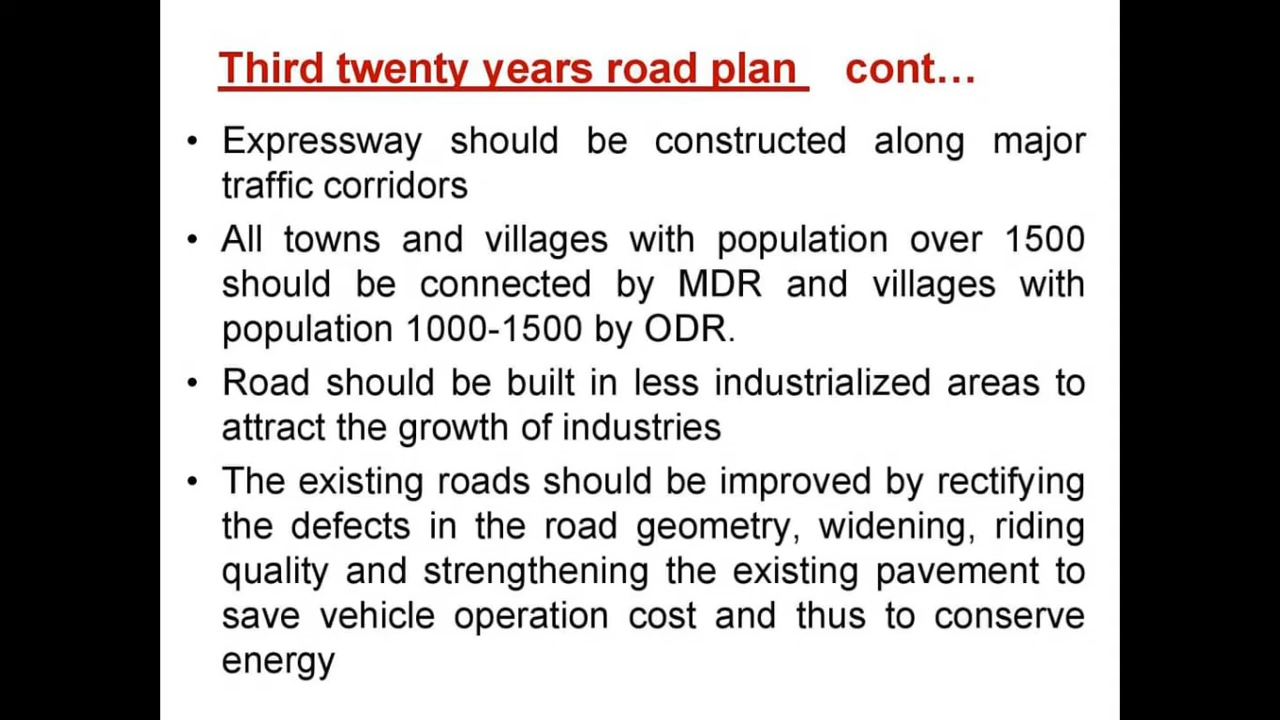 Third twenty years road plan cont...
• Expressway should be constructed along major
traffic corridors
• All towns and villages with population over 1500
should be connected by MDR and villages with
population 1000-1500 by ODR.
• Road should be built in less industrialized areas to
attract the growth of industries
• The existing roads should be improved by rectifying
the defects in the road geometry, widening, riding
quality and strengthening the existing pavement to
save vehicle operation cost and thus to conserve
energy